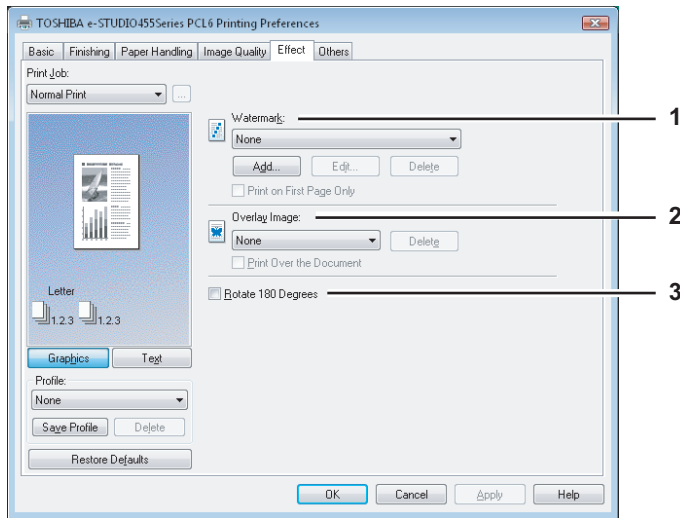 TOSHIBA e-STUDIO455Series PCL6 Printing Preferences
Basic Finishing Paper Handling Image Quality Effect Others
Print Job:
Normal Print ...
Watermark: 1
None
Add... Edit... Delete
Print on First Page Only
Overlay Image: 2
None Delete
Print Over the Document
Rotate 180 Degrees 3
Letter
1.2.3 1.2.3
Graphics Text
Profile:
None
Save Profile Delete
Restore Defaults
OK Cancel Apply Help